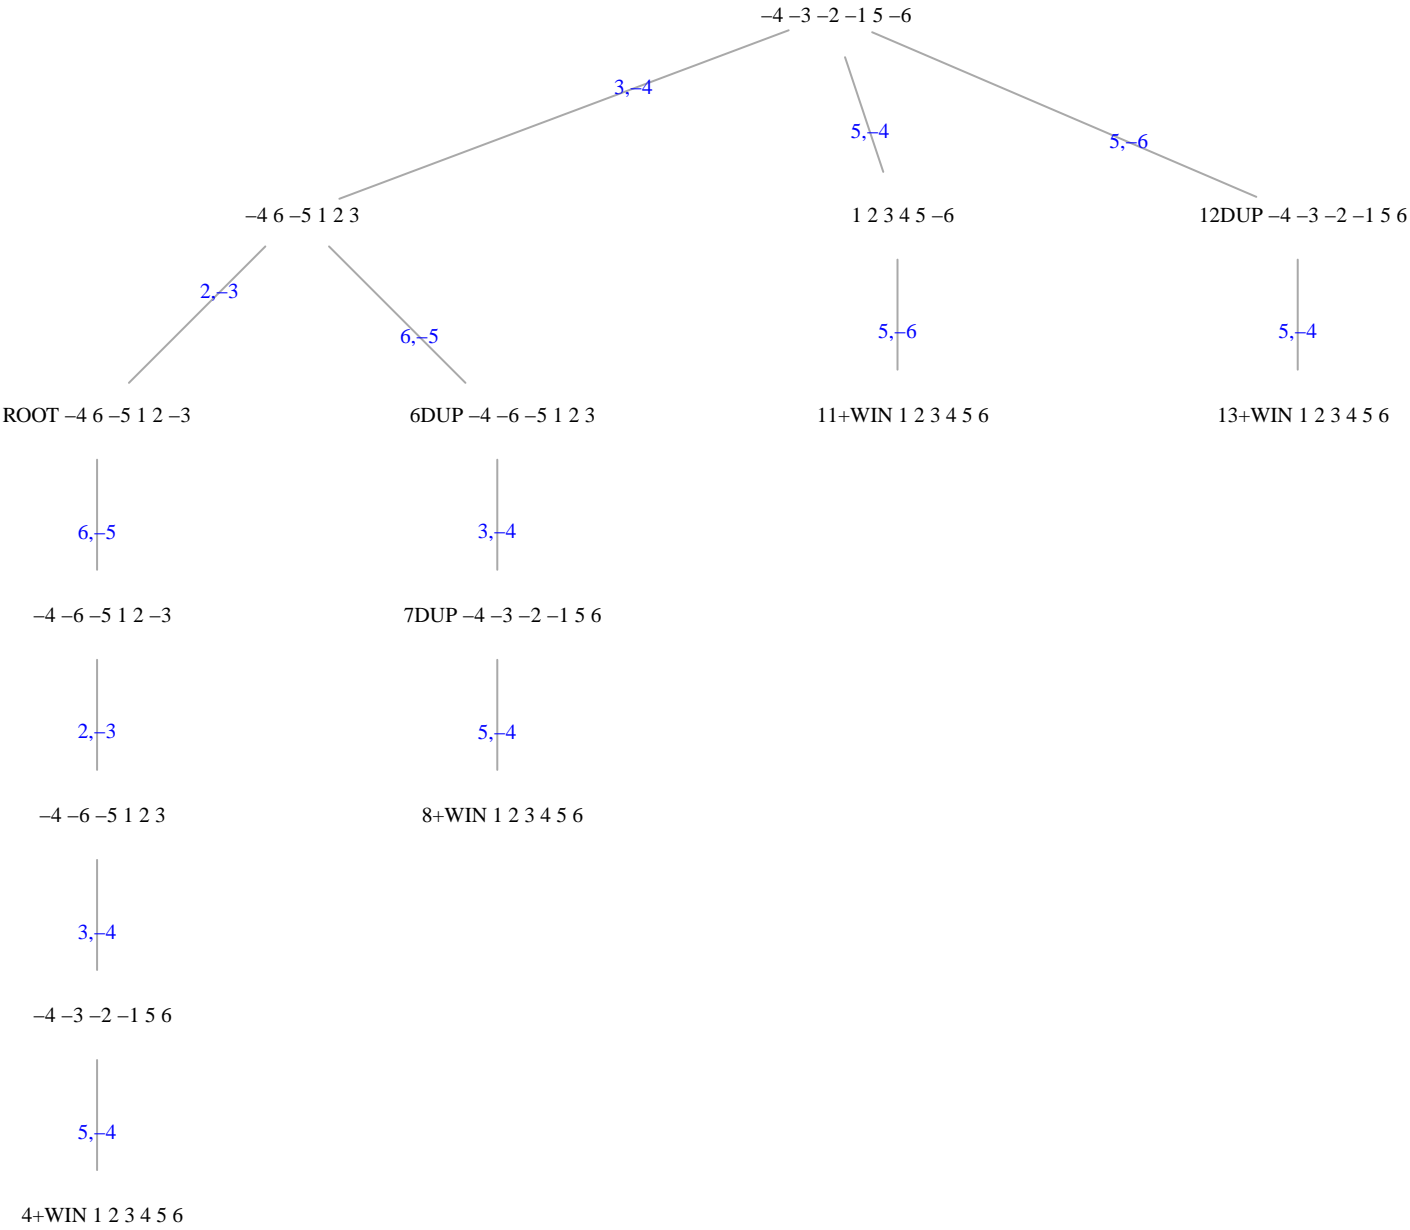 –4 –3 –2 –1 5 –6
3,–4
5,–4
5,–6
–4 6 –5 1 2 3
1 2 3 4 5 –6
12DUP –4 –3 –2 –1 5 6
2,–3
6,–5
5,–6
5,–4
ROOT –4 6 –5 1 2 –3
6DUP –4 –6 –5 1 2 3
11+WIN 1 2 3 4 5 6
13+WIN 1 2 3 4 5 6
6,–5
3,–4
–4 –6 –5 1 2 –3
7DUP –4 –3 –2 –1 5 6
2,–3
5,–4
–4 –6 –5 1 2 3
8+WIN 1 2 3 4 5 6
3,–4
–4 –3 –2 –1 5 6
5,–4
4+WIN 1 2 3 4 5 6